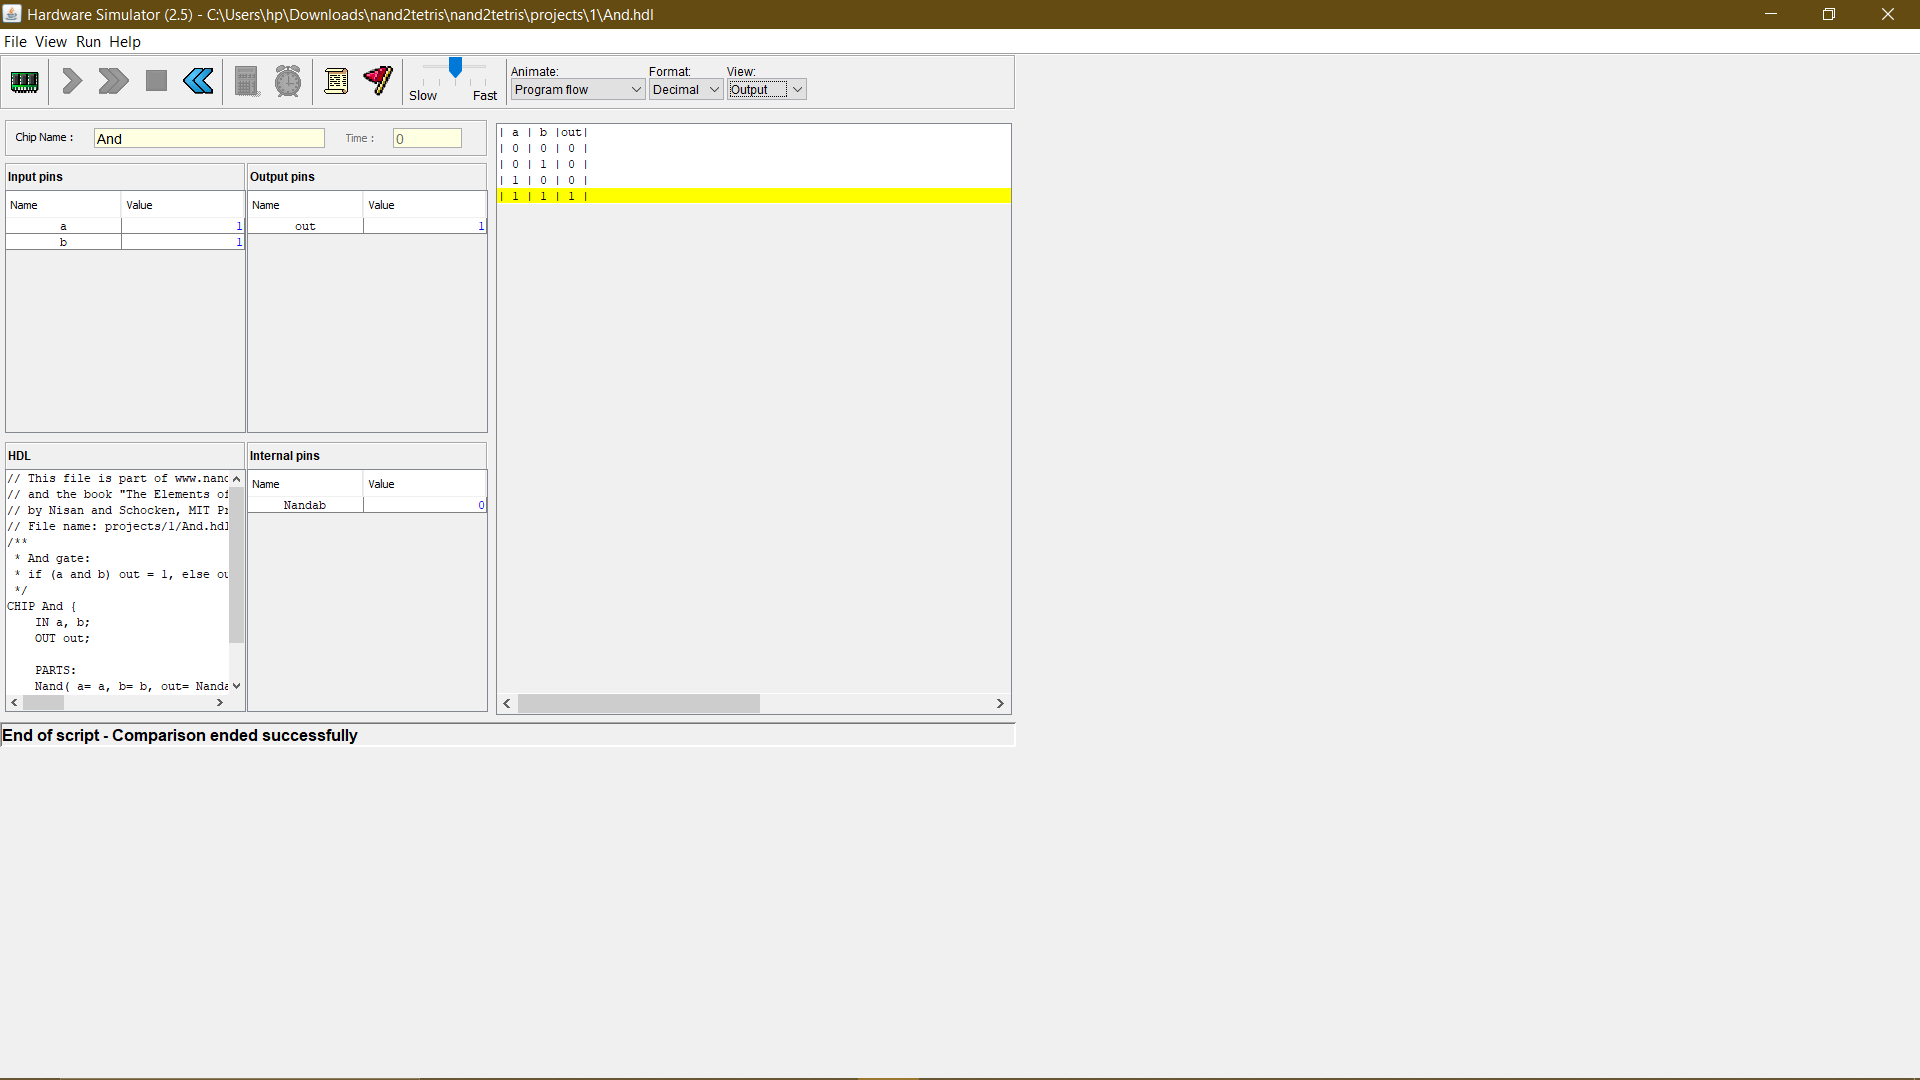 Hardware Simulator (2.5) - C:\Users\hp\Downloads\nand2tetris\nand2tetris\projects\1\And.hdl
File View Run Help
Slow Fast
Animate: Format: View:
Program flow Decimal Output
Chip Name : And Time : 0
Input pins
Name Value
a 1
b 1
Output pins
Name Value
out 1
| a | b |out|
| 0 | 0 | 0 |
| 0 | 1 | 0 |
| 1 | 0 | 0 |
| 1 | 1 | 1 |
HDL
// This file is part of www.nand
// and the book "The Elements of
// by Nisan and Schocken, MIT Pr
// File name: projects/1/And.hdl
/**
* And gate:
* if (a and b) out = 1, else ou
*/
CHIP And {
IN a, b;
OUT out;
PARTS:
Nand( a= a, b= b, out= Nanda
Internal pins
Name Value
Nandab 0
End of script - Comparison ended successfully